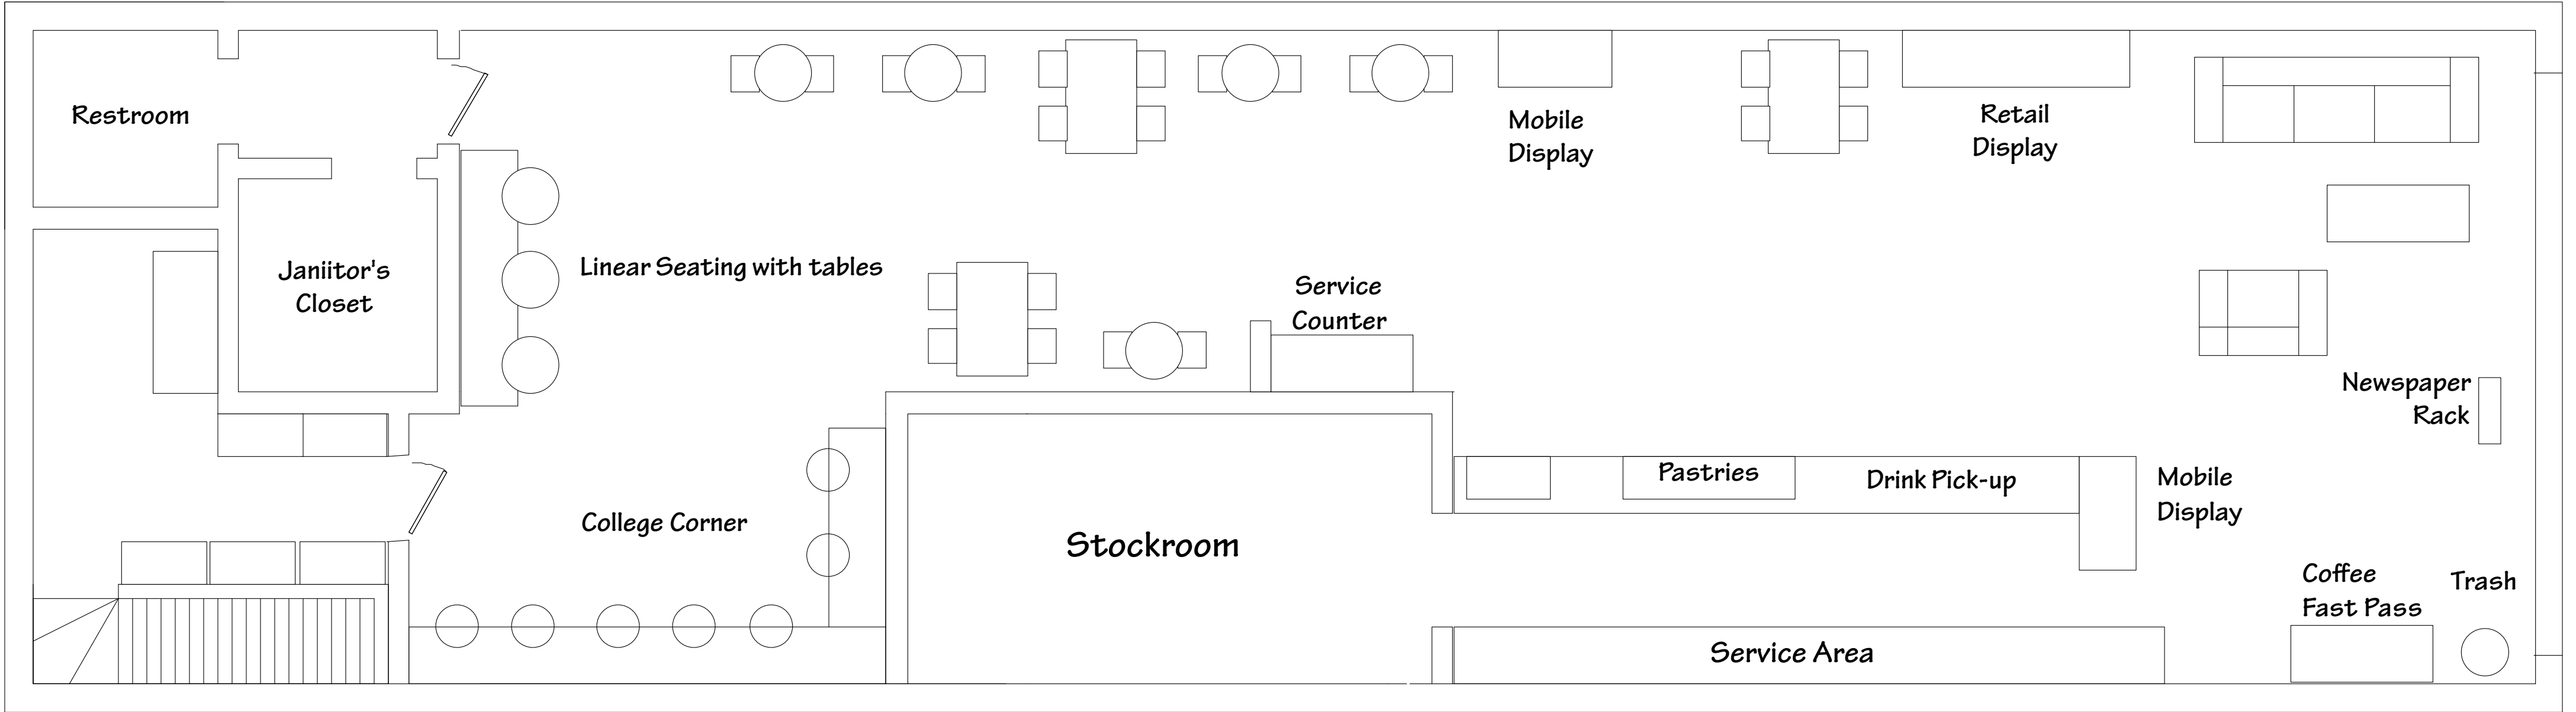 Restroom
Mobile
Display
Retail
Display
Janiitor's
Closet
Linear Seating with tables
Service
Counter
Newspaper
Rack
College Corner
Stockroom
Pastries
Drink Pick-up
Mobile
Display
Coffee
Fast Pass
Trash
Service Area